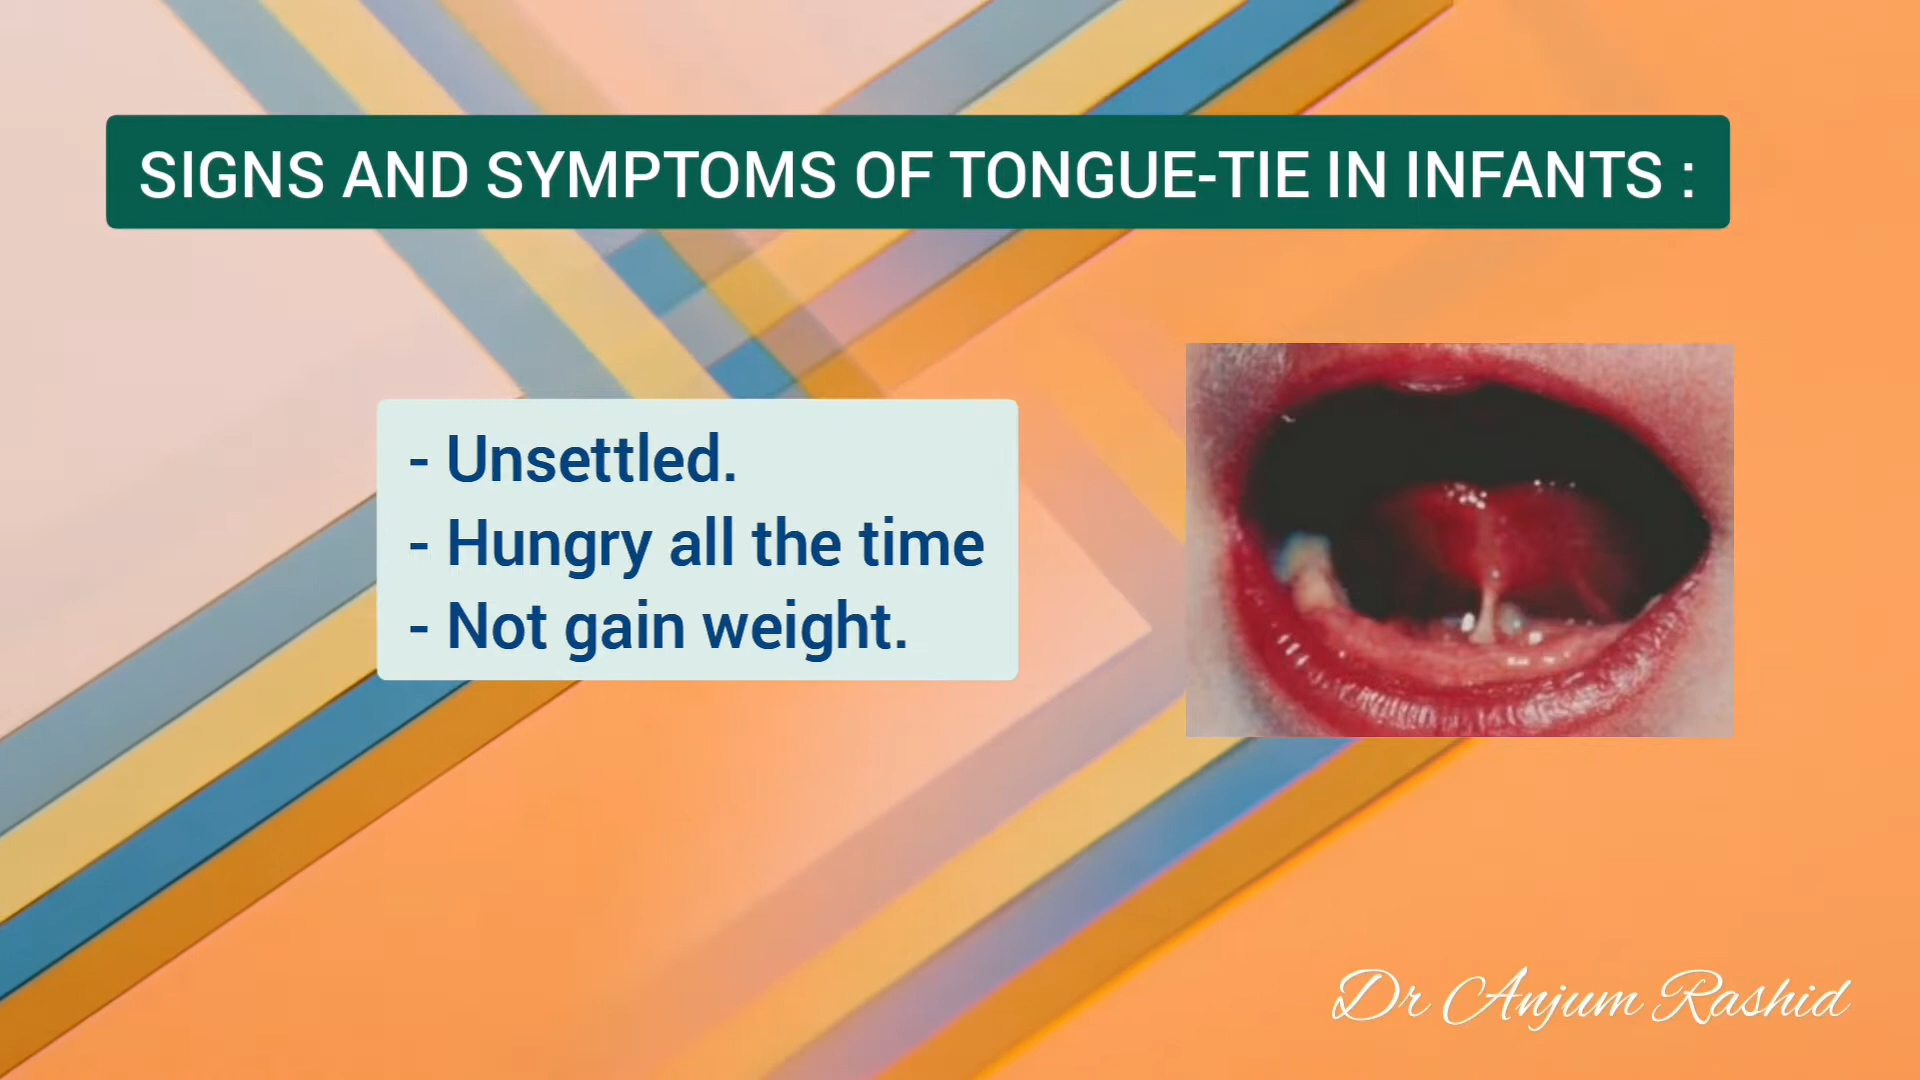 SIGNS AND SYMPTOMS OF TONGUE-TIE IN INFANTS :
- Unsettled.
- Hungry all the time
- Not gain weight.
Dr Anjum Rashid